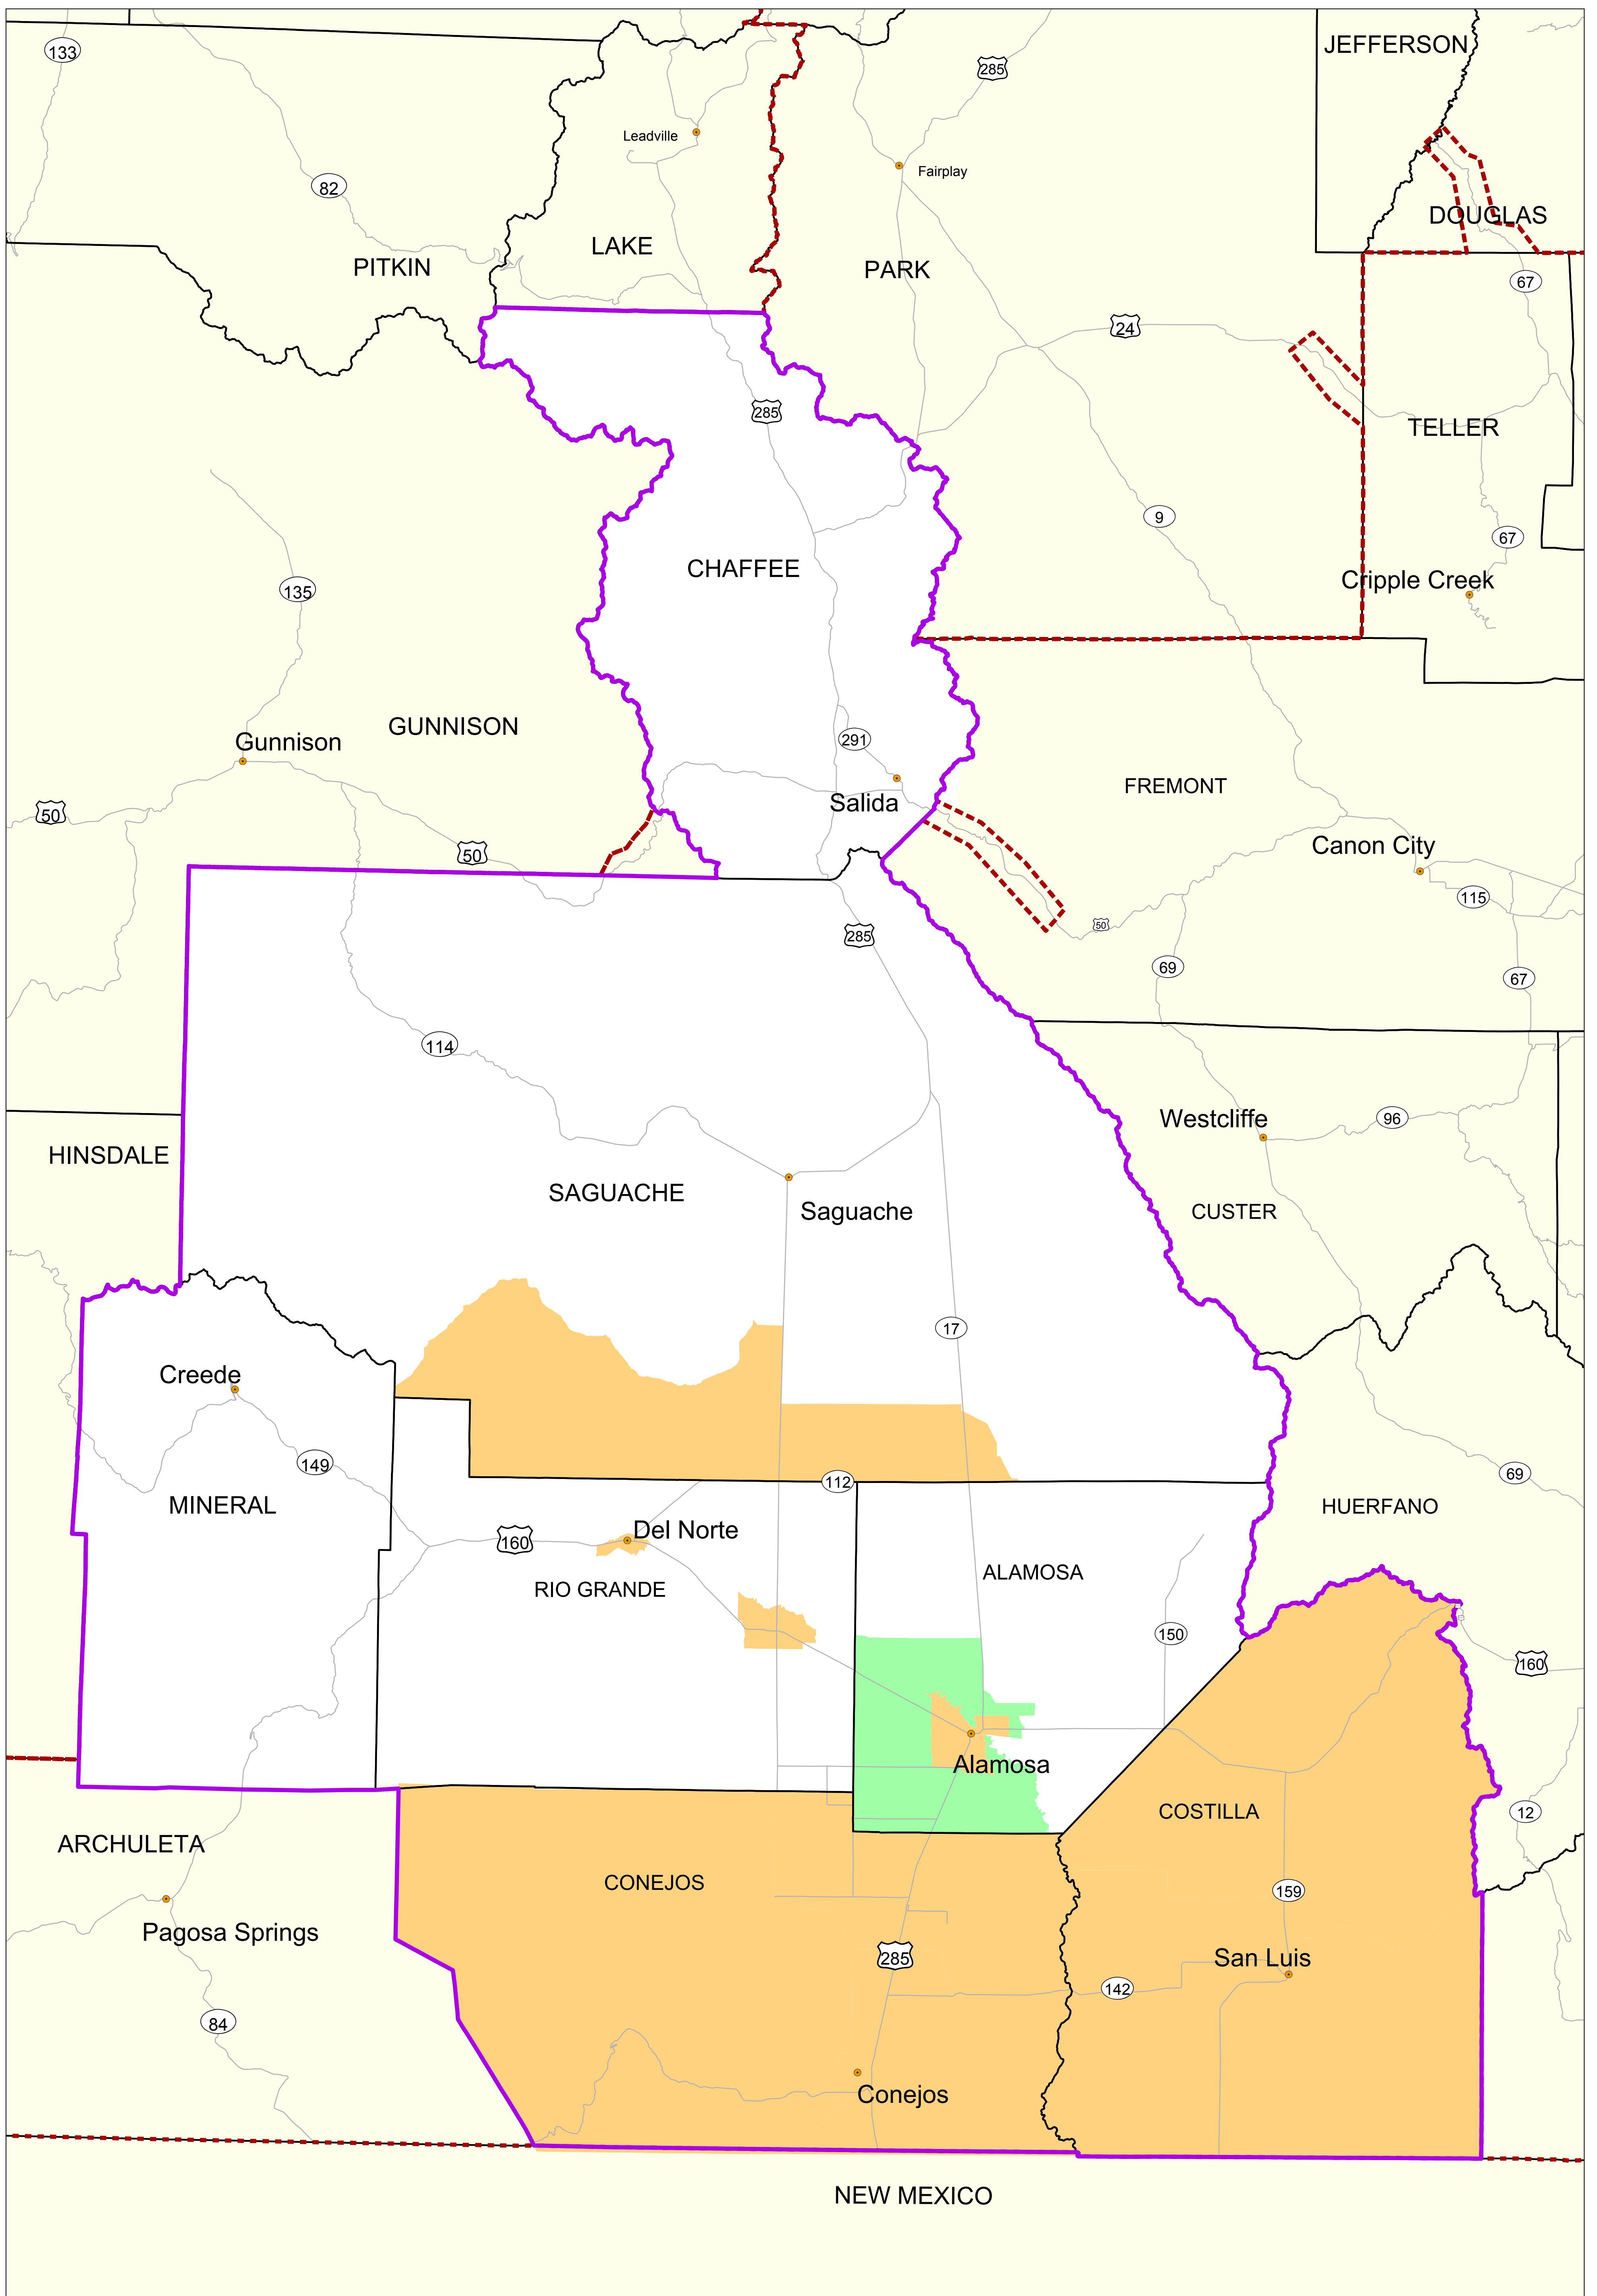 JEFFERSON
133
285
Leadville
Fairplay
82
DOUGLAS
LAKE
PITKIN
PARK
67
24
285
TELLER
9
67
CHAFFEE
Cripple Creek
135
GUNNISON
Gunnison
291
Salida
FREMONT
50
50
Canon City
115
285
50
69
67
114
Westcliffe
96
HINSDALE
SAGUACHE
Saguache
CUSTER
17
Creede
149
69
112
MINERAL
HUERFANO
160
Del Norte
RIO GRANDE
ALAMOSA
150
160
Alamosa
COSTILLA
12
ARCHULETA
CONEJOS
159
Pagosa Springs
285
San Luis
142
84
Conejos
NEW MEXICO